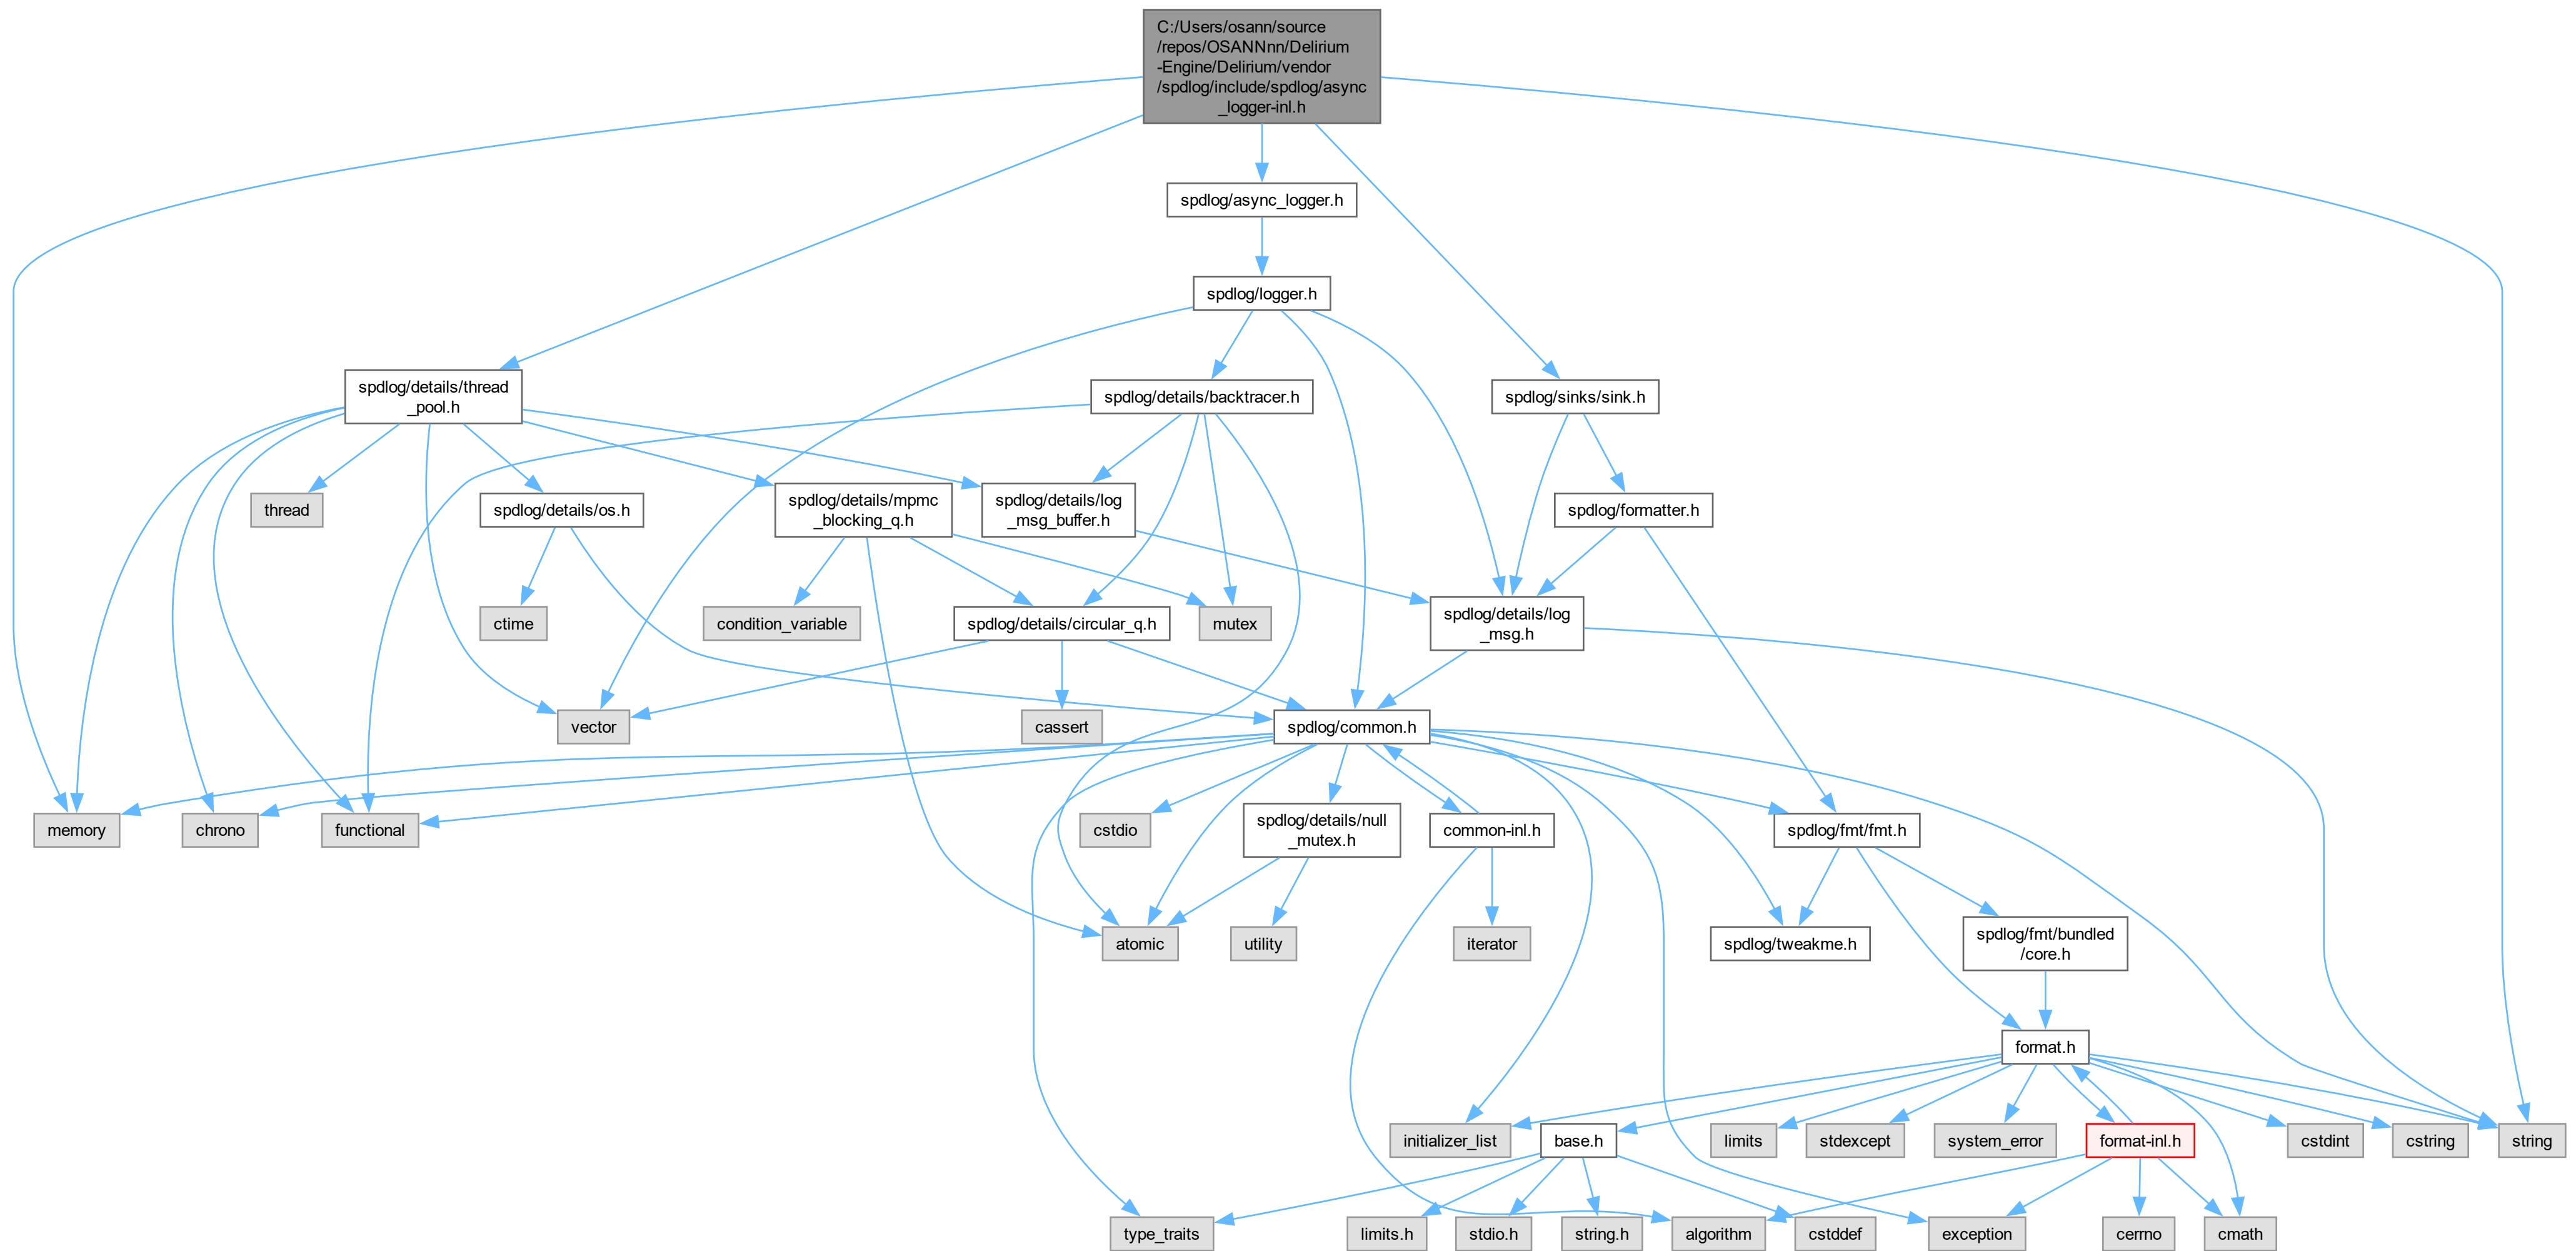 C:/Users/osann/source
/repos/OSANNnn/Delirium
-Engine/Delirium/vendor
/spdlog/include/spdlog/async
_logger-inl.h
spdlog/async_logger.h
spdlog/logger.h
spdlog/details/thread
_pool.h
spdlog/details/backtracer.h
spdlog/sinks/sink.h
thread
spdlog/details/os.h
spdlog/details/mpmc
_blocking_q.h
spdlog/details/log
_msg_buffer.h
spdlog/formatter.h
ctime
condition_variable
spdlog/details/circular_q.h
mutex
spdlog/details/log
_msg.h
vector
cassert
spdlog/common.h
memory
chrono
functional
cstdio
spdlog/details/null
_mutex.h
common-inl.h
spdlog/fmt/fmt.h
atomic
utility
iterator
spdlog/tweakme.h
spdlog/fmt/bundled
/core.h
format.h
initializer_list
base.h
limits
stdexcept
system_error
format-inl.h
cstdint
cstring
string
type_traits
limits.h
stdio.h
string.h
algorithm
cstddef
exception
cerrno
cmath